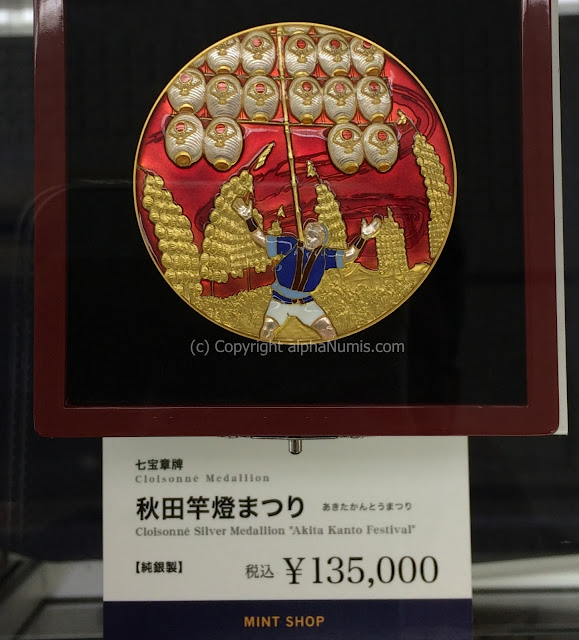 (c) Copyright alphaNumis.com
七宝章牌
Cloisonné Medallion
秋田竿燈まつり あきたかんとうまつり
Cloisonné Silver Medallion "Akita Kanto Festival"
【純銀製】 税込 ¥135,000
MINT SHOP